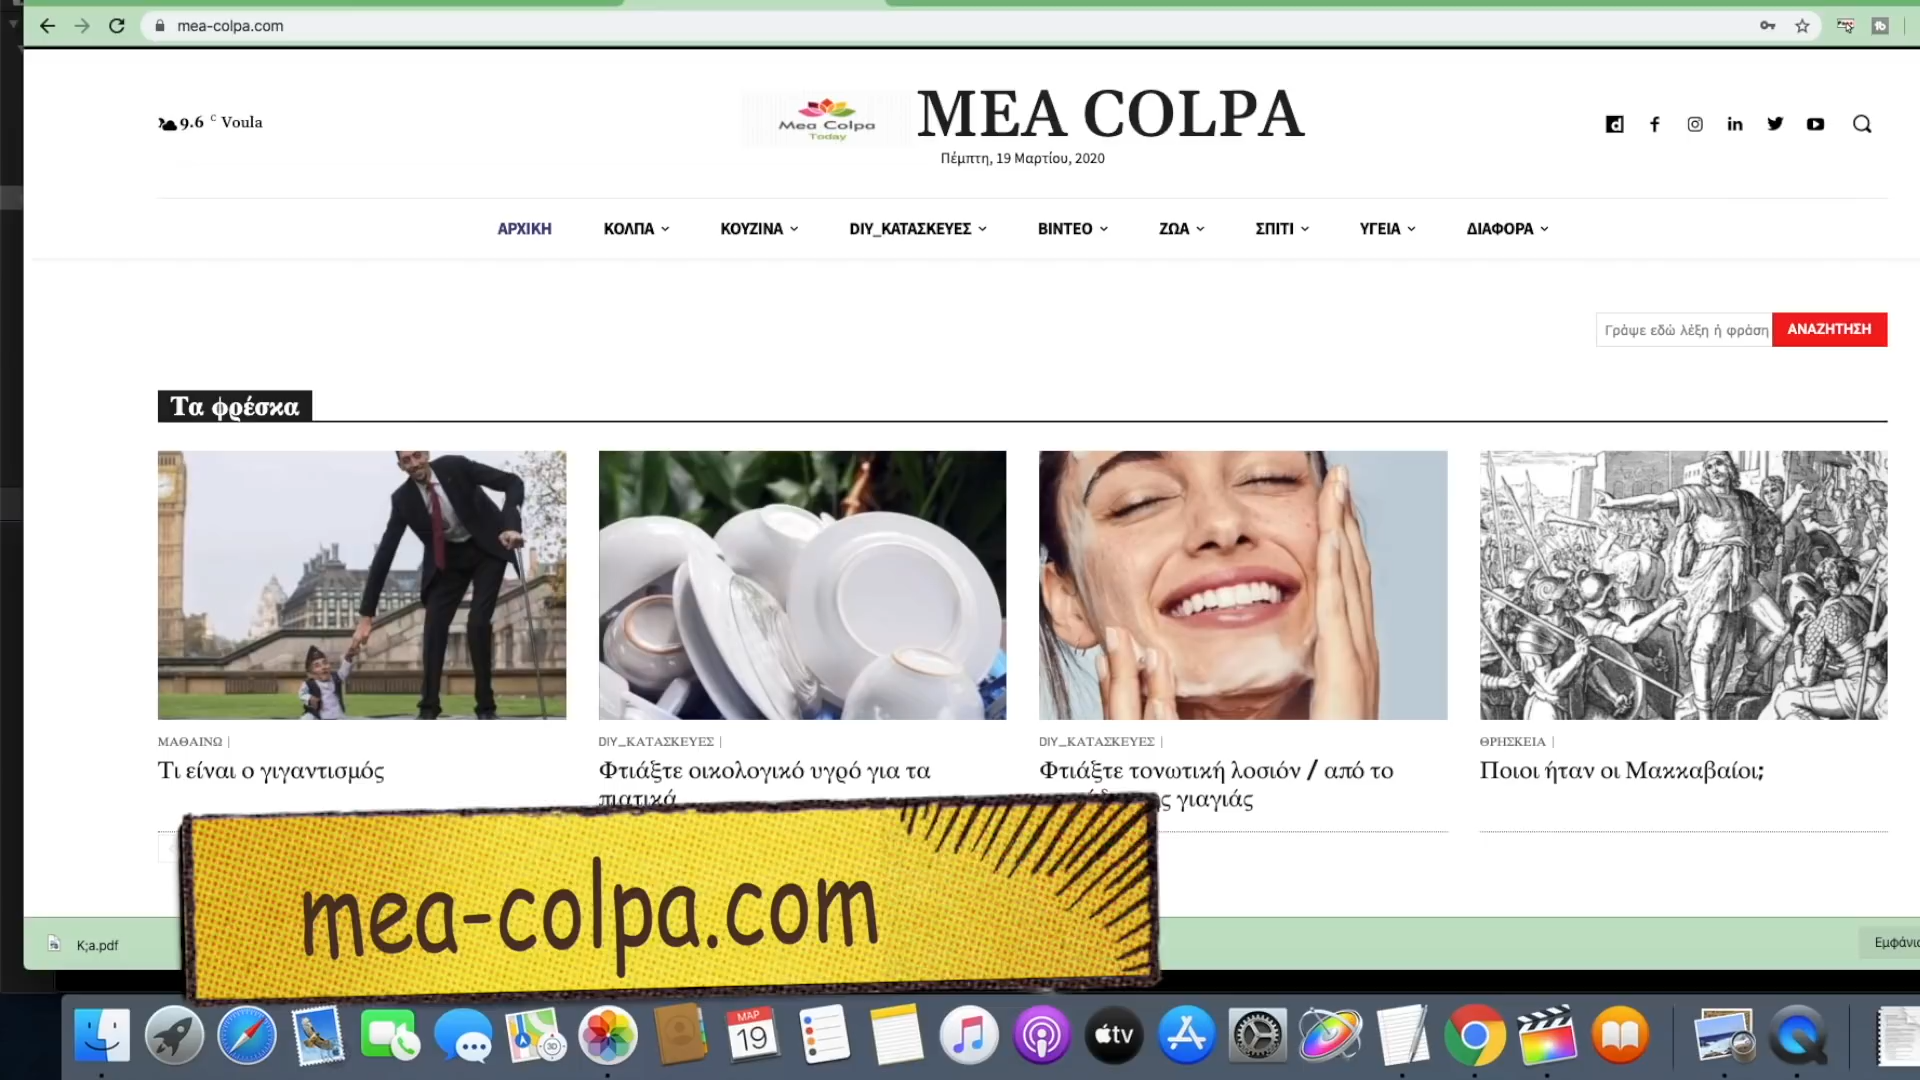 mea-colpa.com
9.6 C Voula
Mea Colpa
Today
MEA COLPA
Πέμπτη, 19 Μαρτίου, 2020
ΑΡΧΙΚΗ ΚΟΛΠΑ ΚΟΥΖΙΝΑ DIY_ΚΑΤΑΣΚΕΥΕΣ ΒΙΝΤΕΟ ΖΩΑ ΣΠΙΤΙ ΥΓΕΙΑ ΔΙΑΦΟΡΑ
Γράψε εδώ λέξη ή φράση ΑΝΑΖΗΤΗΣΗ
Τα φρέσκα
ΜΑΘΑΙΝΩ |
Τι είναι ο γιγαντισμός
DIY_ΚΑΤΑΣΚΕΥΕΣ |
Φτιάξτε οικολογικό υγρό για τα
πιατικά
DIY_ΚΑΤΑΣΚΕΥΕΣ |
Φτιάξτε τονωτική λοσιόν / από το
γιαγιάς
ΘΡΗΣΚΕΙΑ |
Ποιοι ήταν οι Μακκαβαίοι;
mea-colpa.com
K;a.pdf
ΜΑΡ
19
3D
tv